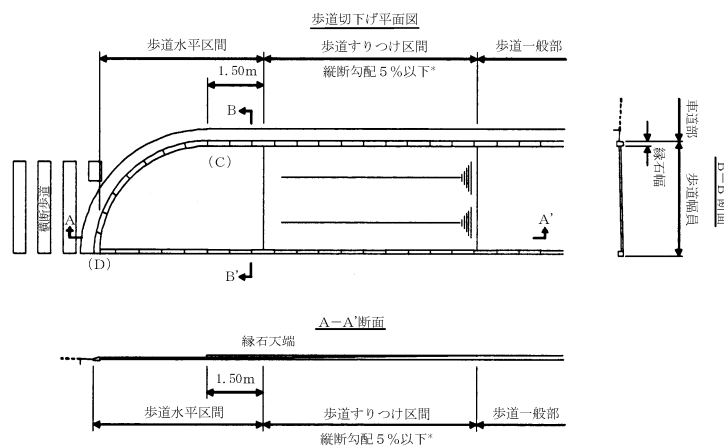 歩道切下げ平面図
歩道水平区間
歩道すりつけ区間
歩道一般部
1.50m
縦断勾配5%以下*
B
(C)
横断歩道
A
A'
(D)
B'
車道部
縁石幅
歩道幅員
B−B'断面
A−A'断面
縁石天端
1.50m
歩道水平区間
歩道すりつけ区間
歩道一般部
縦断勾配5%以下*